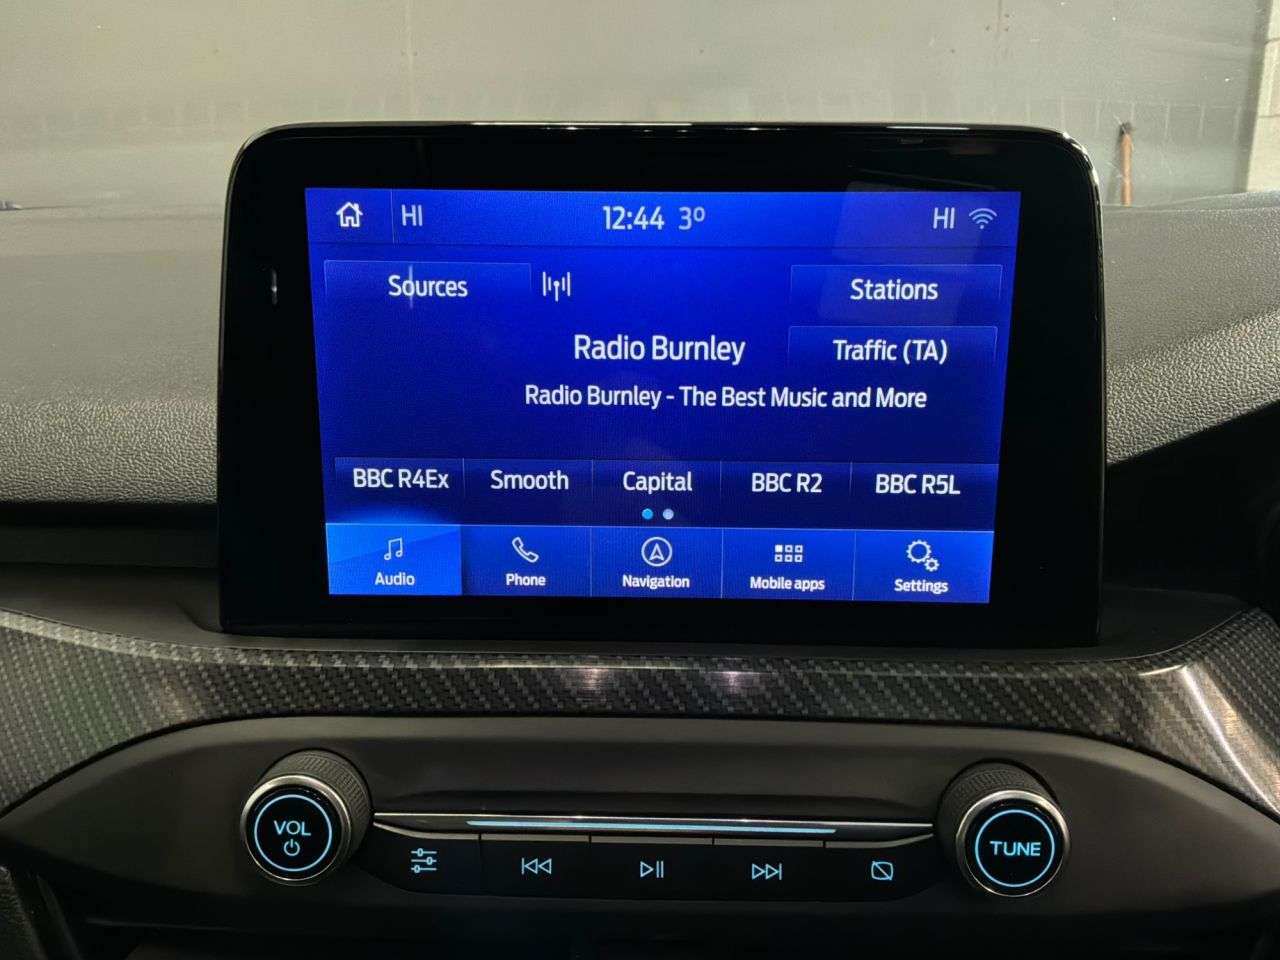 HI 12:44 3º HI
Sources Stations
Radio Burnley Traffic (TA)
Radio Burnley - The Best Music and More
BBC R4Ex Smooth Capital BBC R2 BBC R5L
Audio Phone Navigation Mobile apps Settings
VOL TUNE